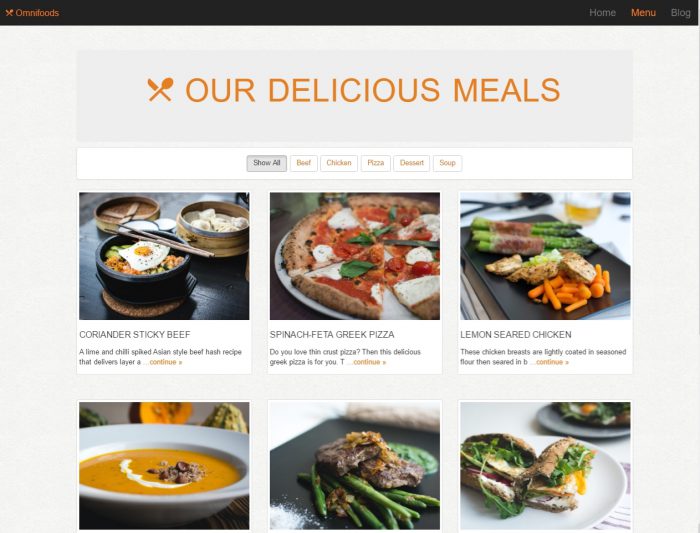 Omnifoods
Home Menu Blog
OUR DELICIOUS MEALS
Show All Beef Chicken Pizza Dessert Soup
CORIANDER STICKY BEEF
A lime and chilli spiked Asian style beef hash recipe
that delivers layer a ...continue »
SPINACH-FETA GREEK PIZZA
Do you love thin crust pizza? Then this delicious
greek pizza is for you. T ...continue »
LEMON SEARED CHICKEN
These chicken breasts are lightly coated in seasoned
flour then seared in b ...continue »